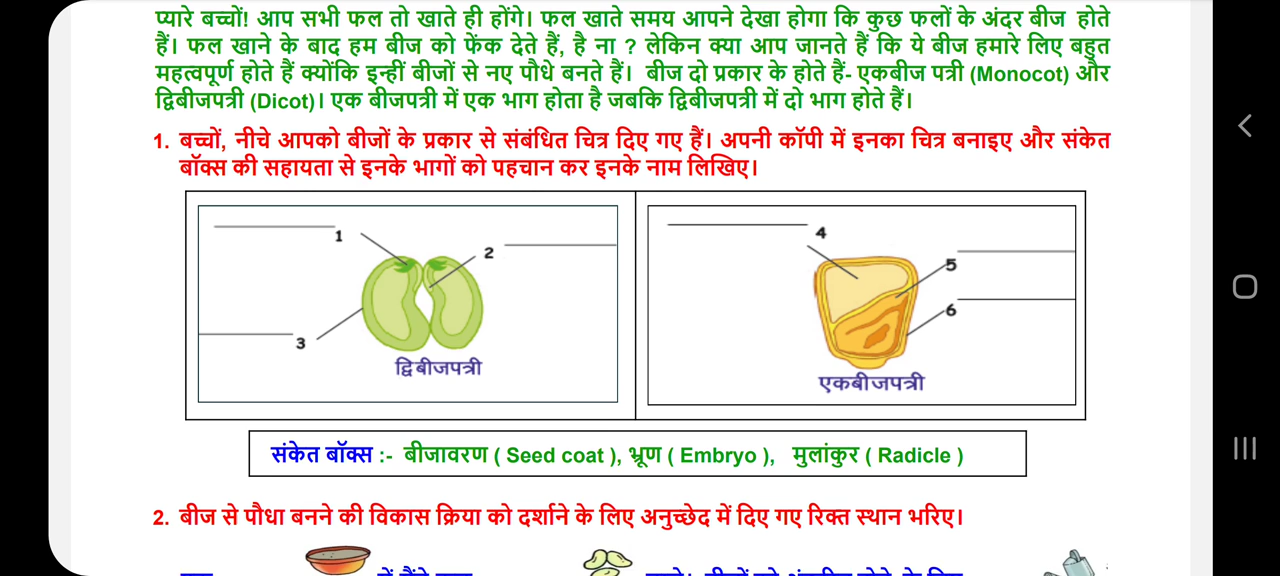 प्यारे बच्चों! आप सभी फल तो खाते ही होंगे। फल खाते समय आपने देखा होगा कि कुछ फलों के अंदर बीज होते
हैं। फल खाने के बाद हम बीज को फेंक देते हैं, है ना ? लेकिन क्या आप जानते हैं कि ये बीज हमारे लिए बहुत
महत्वपूर्ण होते हैं क्योंकि इन्हीं बीजों से नए पौधे बनते हैं। बीज दो प्रकार के होते हैं- एकबीज पत्री (Monocot) और
द्विबीजपत्री (Dicot)। एक बीजपत्री में एक भाग होता है जबकि द्विबीजपत्री में दो भाग होते हैं।
1. बच्चों, नीचे आपको बीजों के प्रकार से संबंधित चित्र दिए गए हैं। अपनी कॉपी में इनका चित्र बनाइए और संकेत
बॉक्स की सहायता से इनके भागों को पहचान कर इनके नाम लिखिए।
1
2
3
द्विबीजपत्री
4
5
6
एकबीजपत्री
संकेत बॉक्स :- बीजावरण ( Seed coat ), भ्रूण ( Embryo ), मुलांकुर ( Radicle )
2. बीज से पौधा बनने की विकास क्रिया को दर्शाने के लिए अनुच्छेद में दिए गए रिक्त स्थान भरिए।